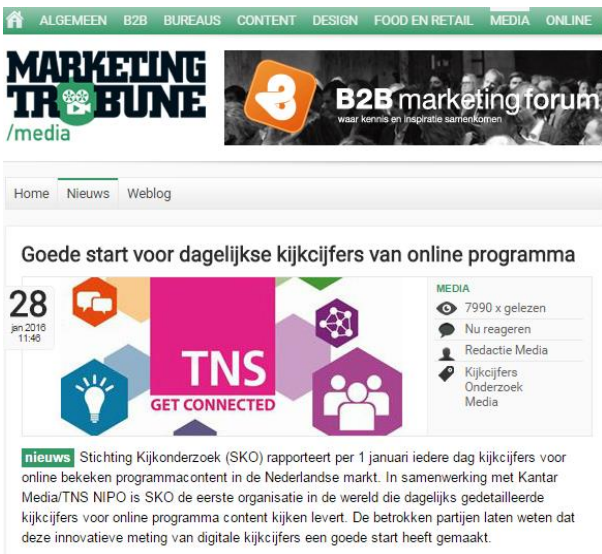 ALGEMEEN B2B BUREAUS CONTENT DESIGN FOOD EN RETAIL MEDIA ONLINE
MARKETING
TRIBUNE
/media
B2B marketing forum
waar kennis en inspiratie samenkomen
Home Nieuws Weblog
Goede start voor dagelijkse kijkcijfers van online programma
28
jan 2016
11:46
TNS
GET CONNECTED
MEDIA
7990 x gelezen
Nu reageren
Redactie Media
Kijkcijfers
Onderzoek
Media
nieuws Stichting Kijkonderzoek (SKO) rapporteert per 1 januari iedere dag kijkcijfers voor
online bekeken programmacontent in de Nederlandse markt. In samenwerking met Kantar
Media/TNS NIPO is SKO de eerste organisatie in de wereld die dagelijks gedetailleerde
kijkcijfers voor online programma content kijken levert. De betrokken partijen laten weten dat
deze innovatieve meting van digitale kijkcijfers een goede start heeft gemaakt.